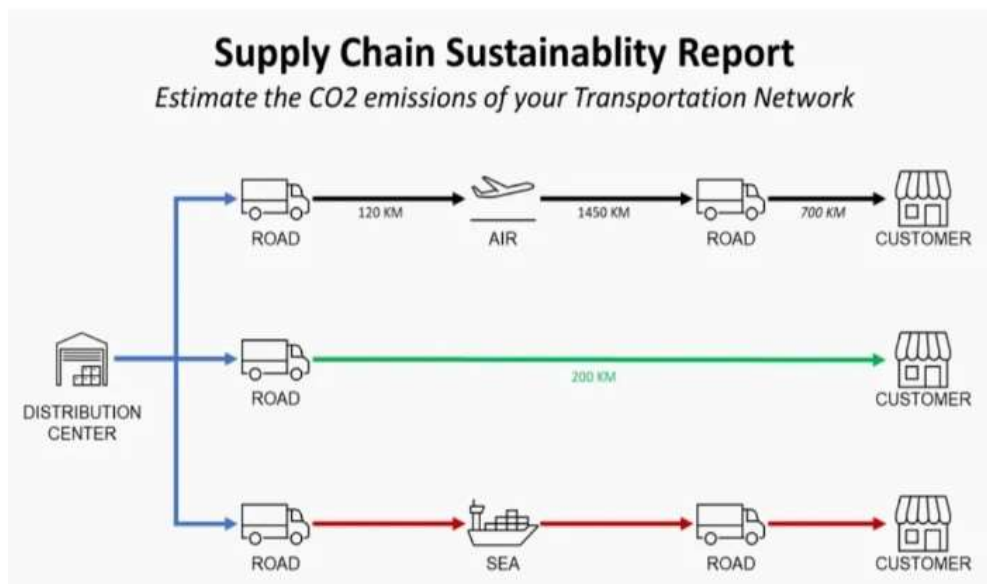 Supply Chain Sustainablity Report
Estimate the CO2 emissions of your Transportation Network
120 KM
1450 KM
700 KM
ROAD
AIR
ROAD
CUSTOMER
200 KM
ROAD
CUSTOMER
DISTRIBUTION
CENTER
ROAD
SEA
ROAD
CUSTOMER